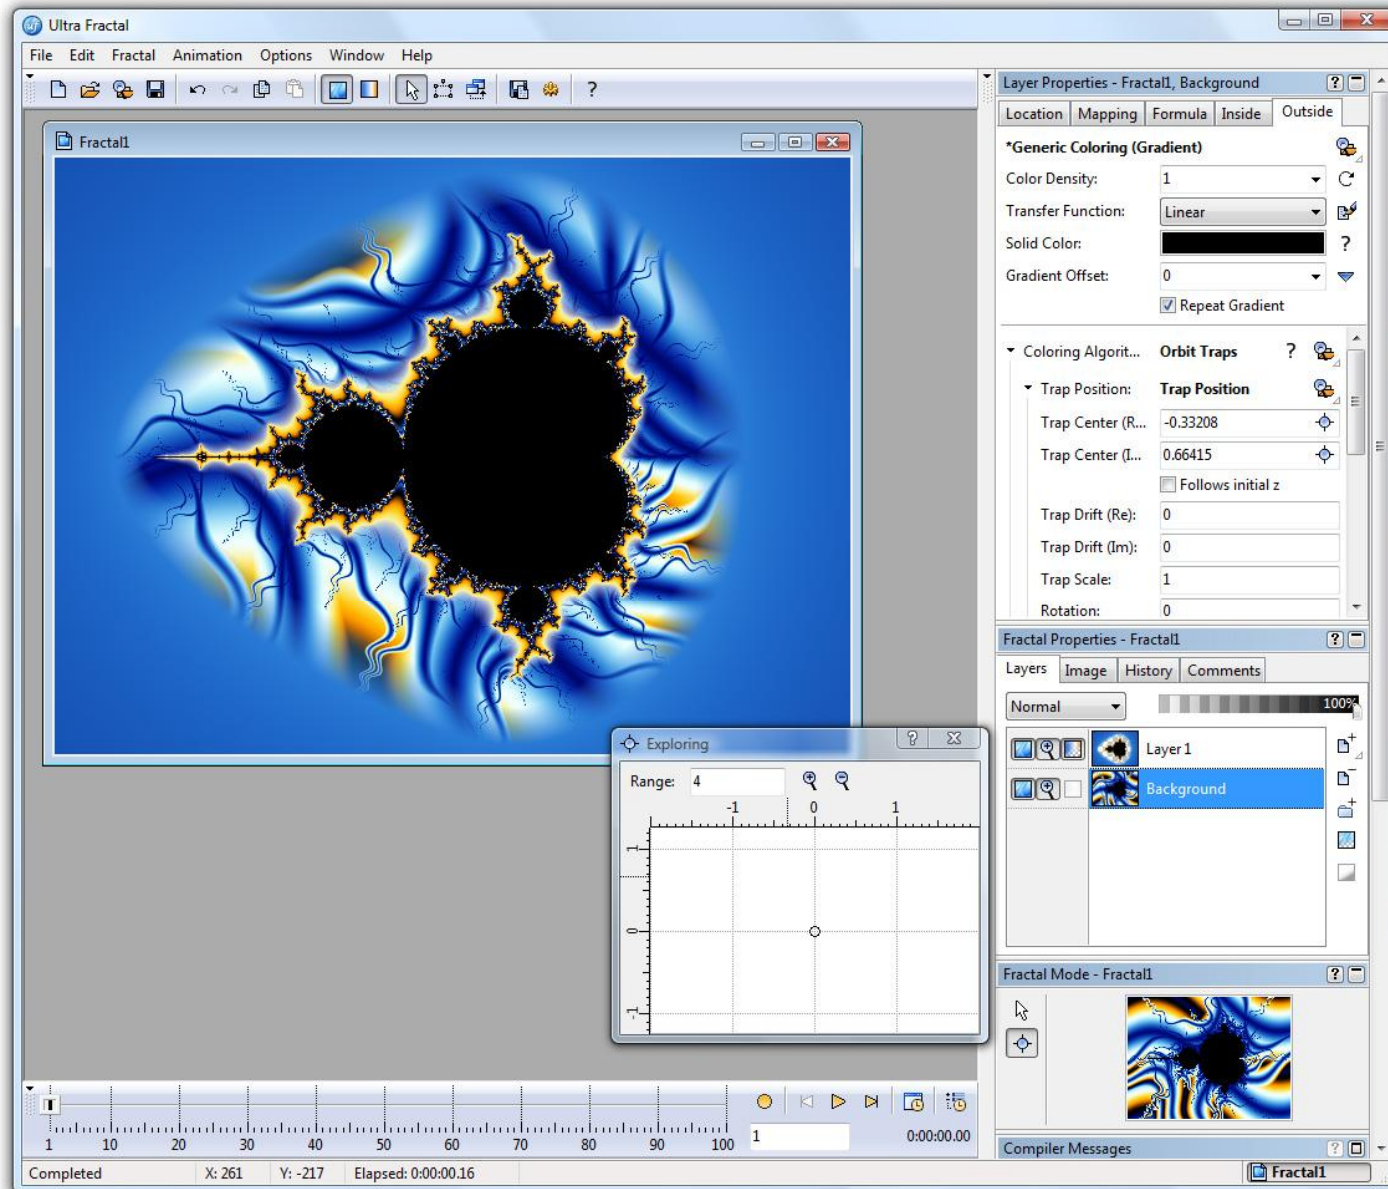 Ultra Fractal
File Edit Fractal Animation Options Window Help
?
Fractal1
Layer Properties - Fractal1, Background
?
Location Mapping Formula Inside Outside
*Generic Coloring (Gradient)
Color Density: 1
Transfer Function: Linear
Solid Color: ?
Gradient Offset: 0
Repeat Gradient
Coloring Algorit... Orbit Traps ?
Trap Position: Trap Position
Trap Center (R... -0.33208
Trap Center (I... 0.66415
Follows initial z
Trap Drift (Re): 0
Trap Drift (Im): 0
Trap Scale: 1
Rotation: 0
Fractal Properties - Fractal1
?
Layers Image History Comments
Normal 100%
Layer 1
Background
Exploring
?
Range: 4
-1 0 1
1
0
-1
Fractal Mode - Fractal1
?
1 10 20 30 40 50 60 70 80 90 100
1
0:00:00.00
Compiler Messages
?
Completed X: 261 Y: -217 Elapsed: 0:00:00.16
Fractal1